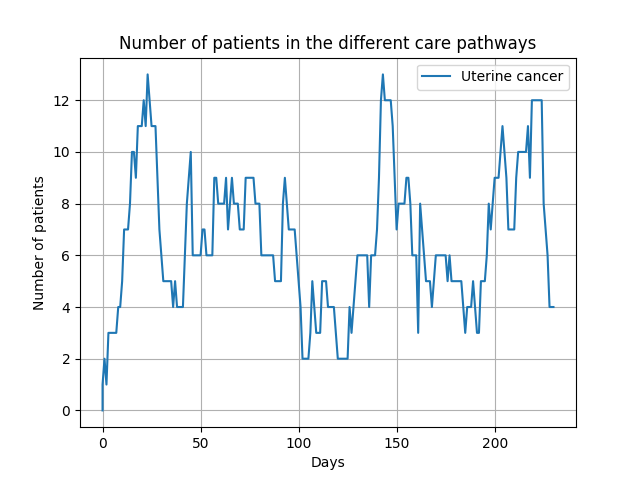 Number of patients in the different care pathways
Uterine cancer
Number of patients
12
10
8
6
4
2
0
0 50 100 150 200
Days